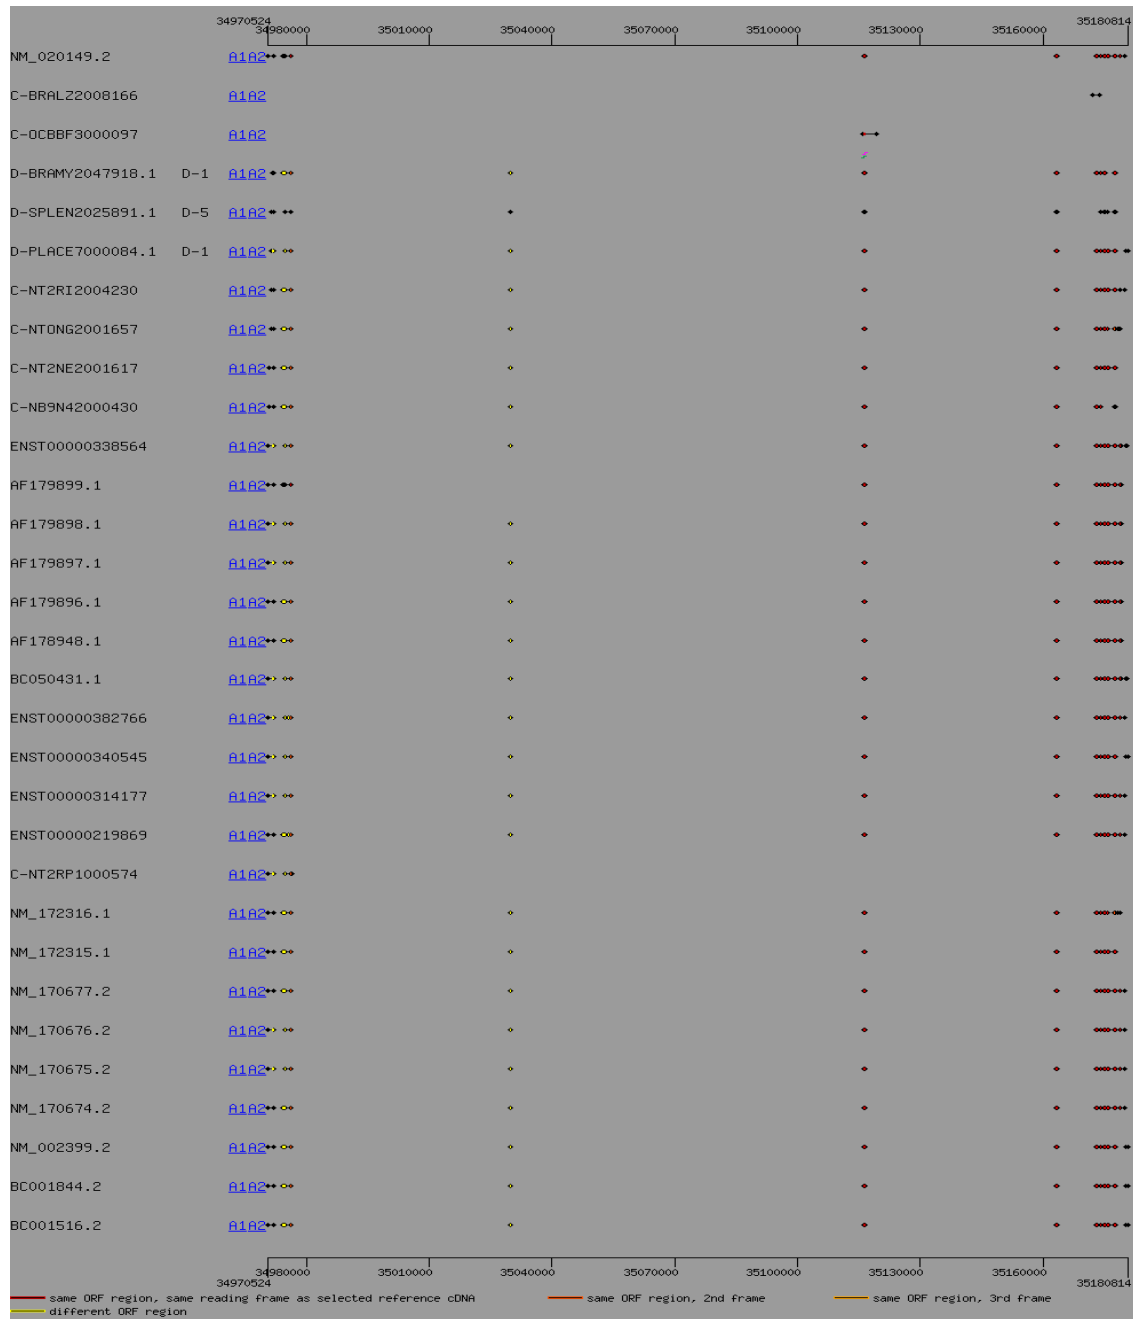 34970524 35180814
34980000 35010000 35040000 35070000 35100000 35130000 35160000
NM_020149.2 A1A2
C-BRALZ2008166 A1A2
C-OCBBF3000097 A1A2
D-BRAMY2047918.1 D-1 A1A2
D-SPLEN2025891.1 D-5 A1A2
D-PLACE7000084.1 D-1 A1A2
C-NT2RI2004230 A1A2
C-NTONG2001657 A1A2
C-NT2NE2001617 A1A2
C-NB9N42000430 A1A2
ENST00000338564 A1A2
AF179899.1 A1A2
AF179898.1 A1A2
AF179897.1 A1A2
AF179896.1 A1A2
AF178948.1 A1A2
BC050431.1 A1A2
ENST00000382766 A1A2
ENST00000340545 A1A2
ENST00000314177 A1A2
ENST00000219869 A1A2
C-NT2RP1000574 A1A2
NM_172316.1 A1A2
NM_172315.1 A1A2
NM_170677.2 A1A2
NM_170676.2 A1A2
NM_170675.2 A1A2
NM_170674.2 A1A2
NM_002399.2 A1A2
BC001844.2 A1A2
BC001516.2 A1A2
34980000 35010000 35040000 35070000 35100000 35130000 35160000
34970524 35180814
same ORF region, same reading frame as selected reference cDNA same ORF region, 2nd frame same ORF region, 3rd frame
different ORF region